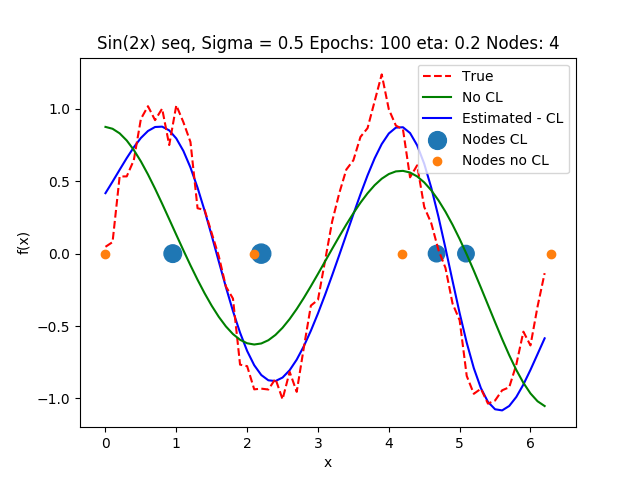 Sin(2x) seq, Sigma = 0.5 Epochs: 100 eta: 0.2 Nodes: 4
True
No CL
Estimated - CL
Nodes CL
Nodes no CL
1.0
0.5
0.0
−0.5
−1.0
f(x)
0 1 2 3 4 5 6
x